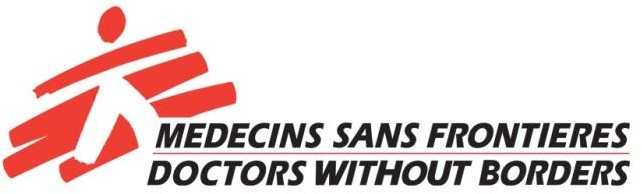 MEDECINS SANS FRONTIERES
DOCTORS WITHOUT BORDERS